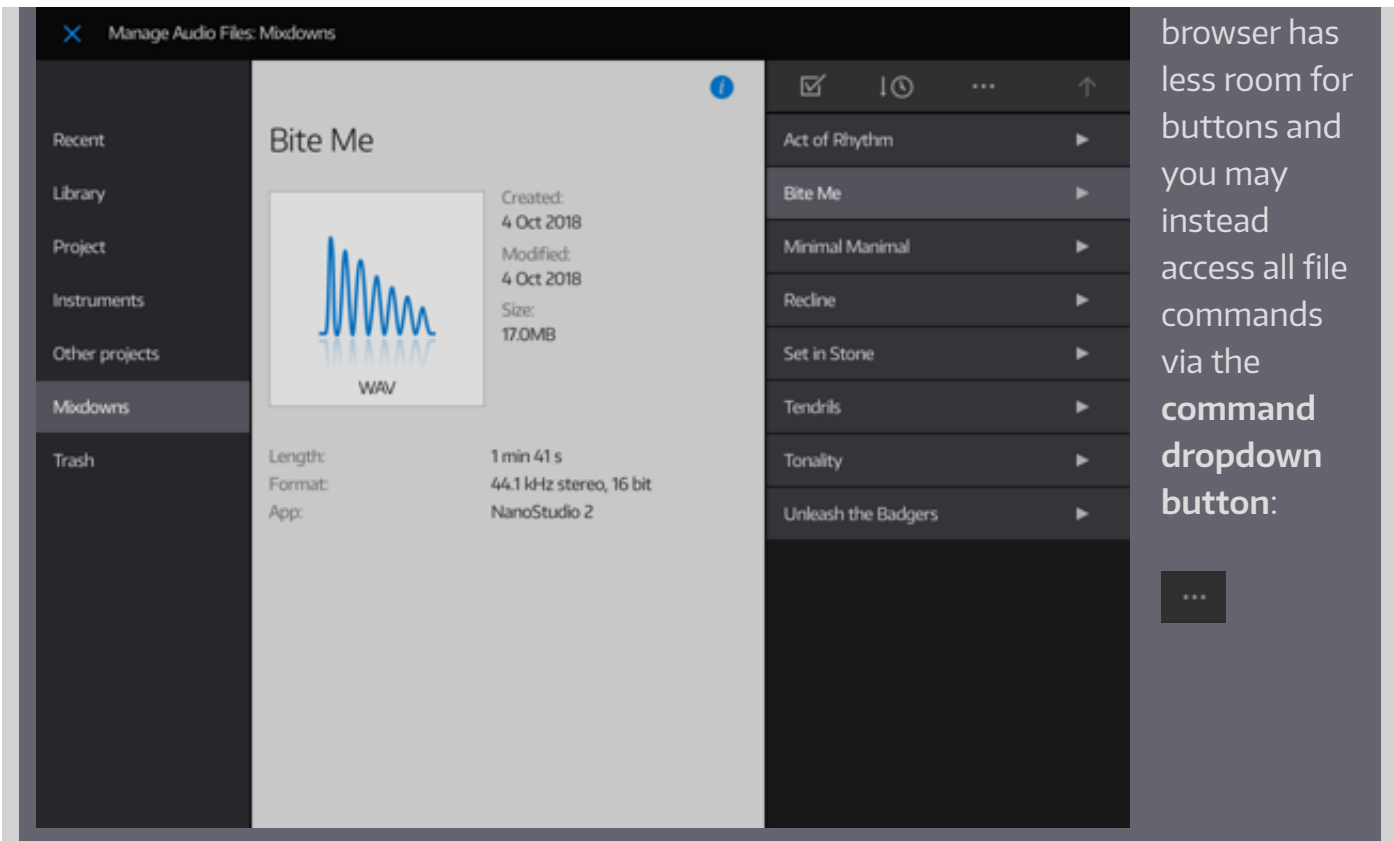 Manage Audio Files: Mixdowns
Recent
Library
Project
Instruments
Other projects
Mixdowns
Trash
Bite Me
WAV
Created:
4 Oct 2018
Modified:
4 Oct 2018
Size:
17.0MB
Length: 1 min 41 s
Format: 44.1 kHz stereo, 16 bit
App: NanoStudio 2
Act of Rhythm
Bite Me
Minimal Manimal
Recline
Set in Stone
Tendrils
Tonality
Unleash the Badgers
browser has
less room for
buttons and
you may
instead
access all file
commands
via the
command
dropdown
button: